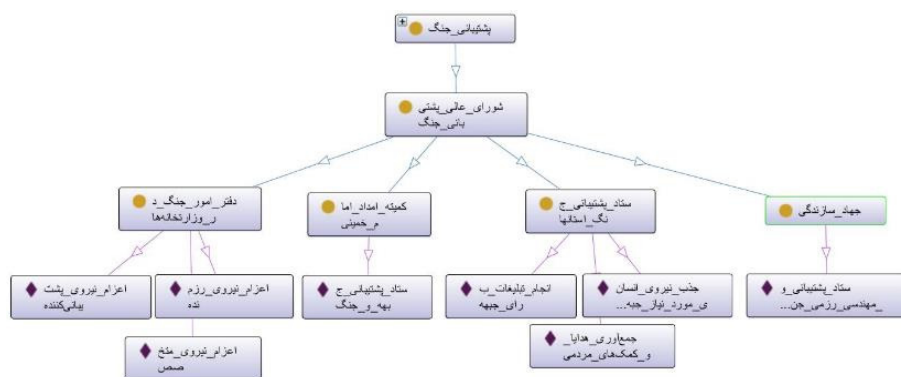 پشتیبانی_جنگ
شورای_عالی_پشتی
بانی_جنگ
دفتر_امور_جنگ_د
ر_وزارتخانه‌ها
کمیته_امداد_اما
م_خمینی
ستاد_پشتیبانی_ج
نگ_استانها
جهاد_سازندگی
اعزام_نیروی_پشت
یبانی‌کننده
اعزام_نیروی_رزم
نده
ستاد_پشتیبانی_ج
بهه_و_جنگ
انجام_تبلیغات_ب
رای_جبهه
جذب_نیروی_انسان
ی_مورد_نیاز_جبه...
ستاد_پشتیبانی_و
_مهندسی_رزمی_جن...
اعزام_نیروی_متخ
صص
جمع‌آوری_هدایا_
و_کمک‌های_مردمی